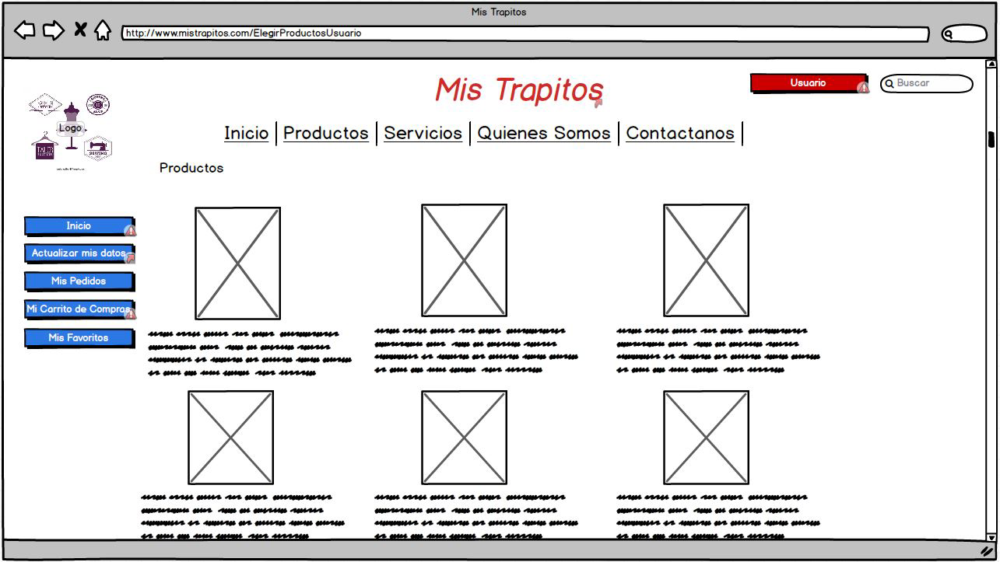 Mis Trapitos
http://www.mistrapitos.com/ElegirProductosUsuario
Mis Trapitos
Usuario
Buscar
Logo
Inicio
Productos
Servicios
Quienes Somos
Contactanos
Productos
Inicio
Actualizar mis datos
Mis Pedidos
Mi Carrito de Compras
Mis Favoritos